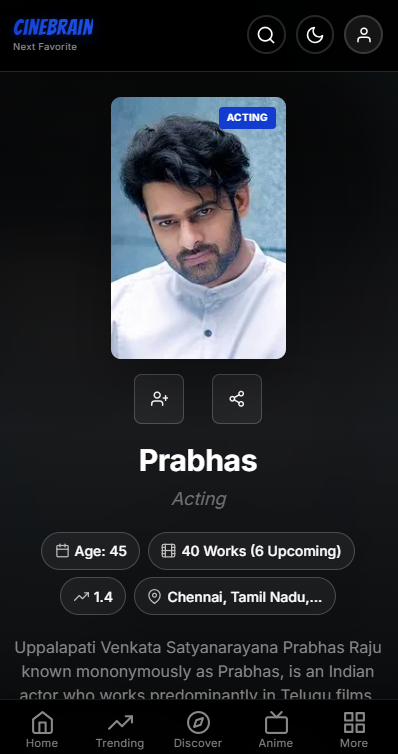 CINEBRAIN
Next Favorite
ACTING
Prabhas
Acting
Age: 45
40 Works (6 Upcoming)
1.4
Chennai, Tamil Nadu,...
Uppalapati Venkata Satyanarayana Prabhas Raju
known mononymously as Prabhas, is an Indian
actor who works predominantly in Telugu films.
Home
Trending
Discover
Anime
More